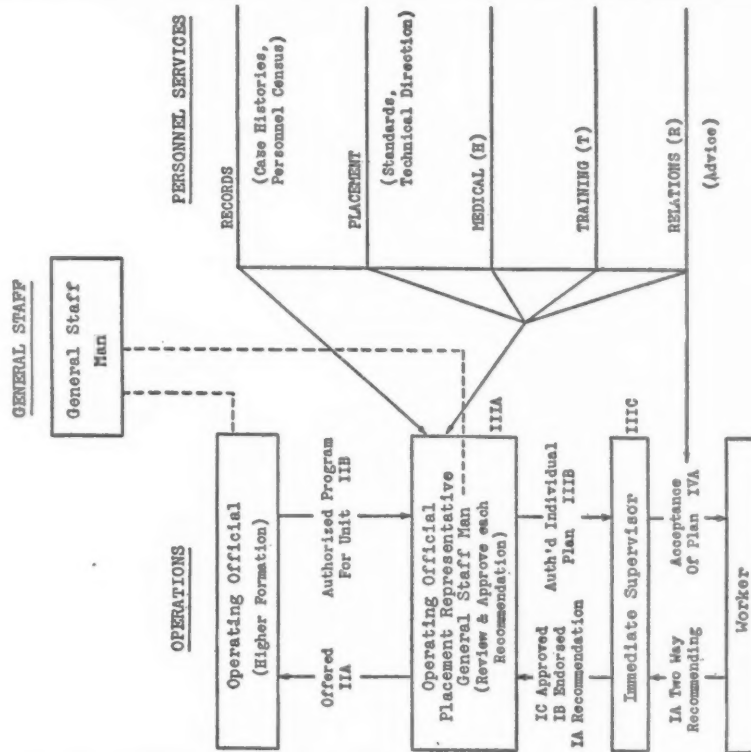 GENERAL STAFF
General Staff
Man
OPERATIONS
PERSONNEL SERVICES
Operating Official
(Higher Formation)
RECORDS
(Case Histories,
Personnel Census)
Offered
IIA
Authorized Program
For Unit IIB
PLACEMENT
(Standards,
Technical Direction)
Operating Official
Placement Representative
General Staff Man
(Review & Approve each
Recommendation)
IIIA
MEDICAL (H)
IC Approved
IB Endorsed
IA Recommendation
Auth'd Individual
Plan IIIB
TRAINING (T)
Immediate Supervisor
IIIC
RELATIONS (R)
(Advice)
IA Two Way
Recommending
Acceptance
Of Plan IVA
Worker